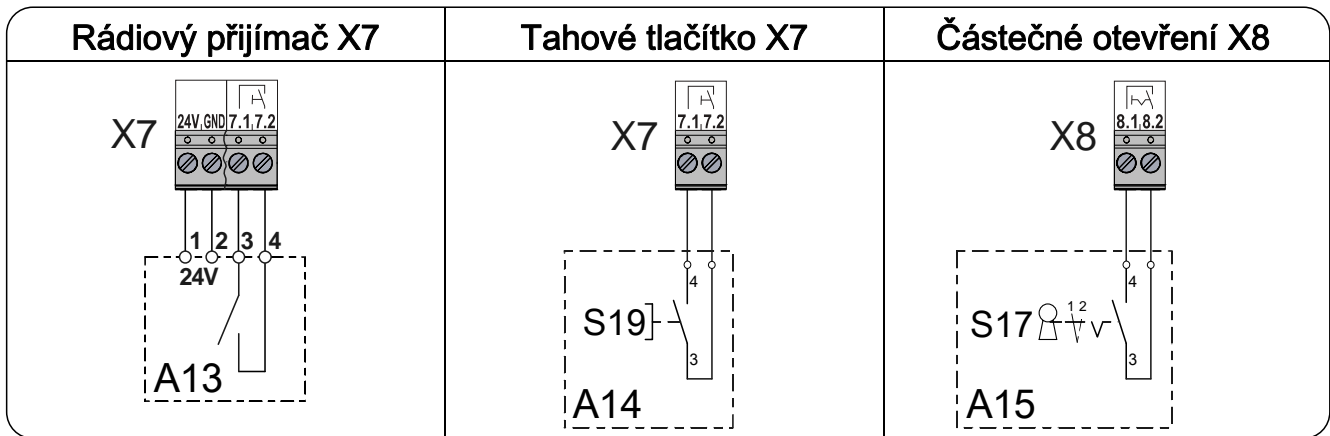 Rádiový přijímač X7
Tahové tlačítko X7
Částečné otevření X8
X7
24V GND 7.1 7.2
1 2 3 4
24V
A13
X7
7.1 7.2
4
S19
3
A14
X8
8.1 8.2
4
S17
1 2
3
A15